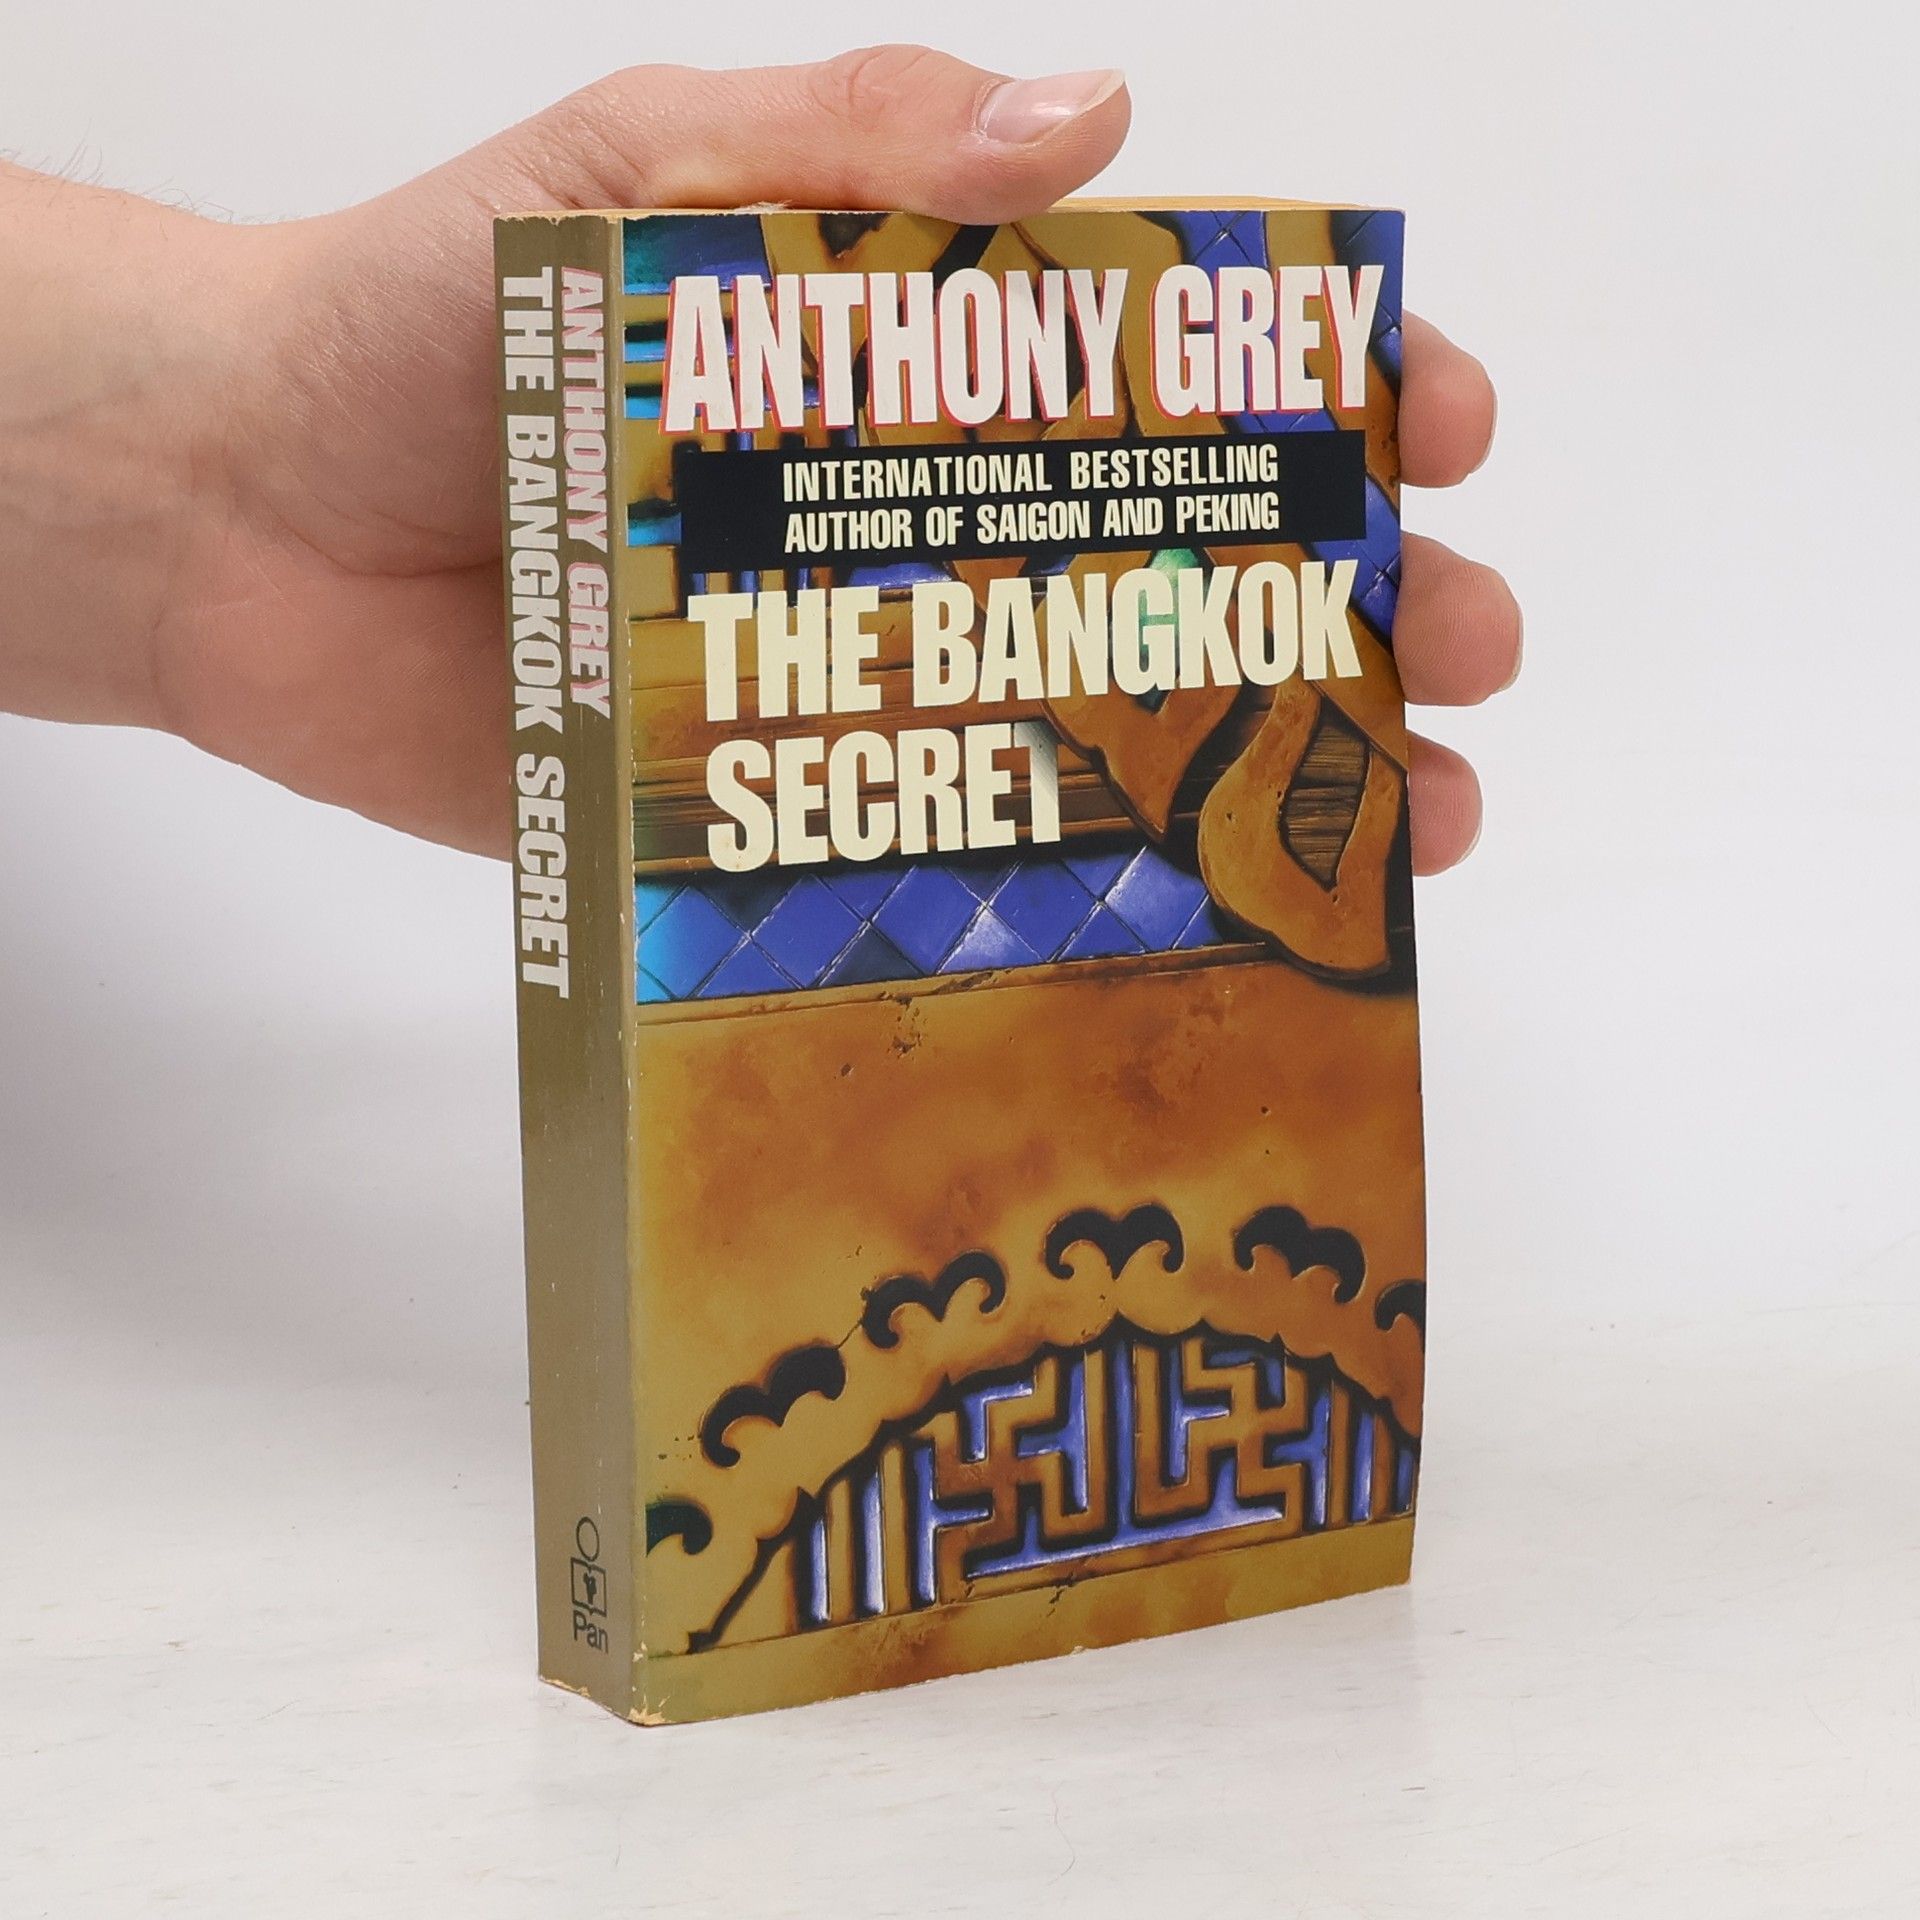 ANTHONY GREY
INTERNATIONAL BESTSELLING
AUTHOR OF SAIGON AND PEKING
THE BANGKOK
SECRET
ANTHONY GREY
THE BANGKOK SECRET
Pan